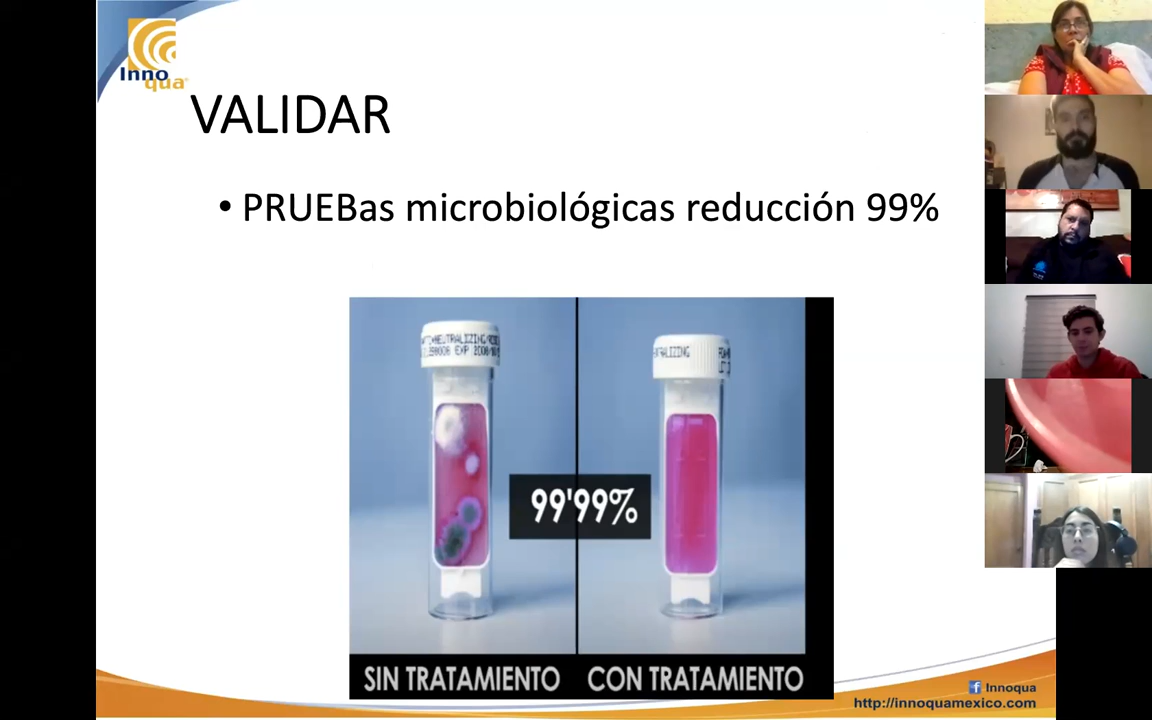 Inno
qua
VALIDAR
• PRUEBas microbiológicas reducción 99%
99'99%
SIN TRATAMIENTO
CON TRATAMIENTO
Innoqua
http://innoquamexico.com